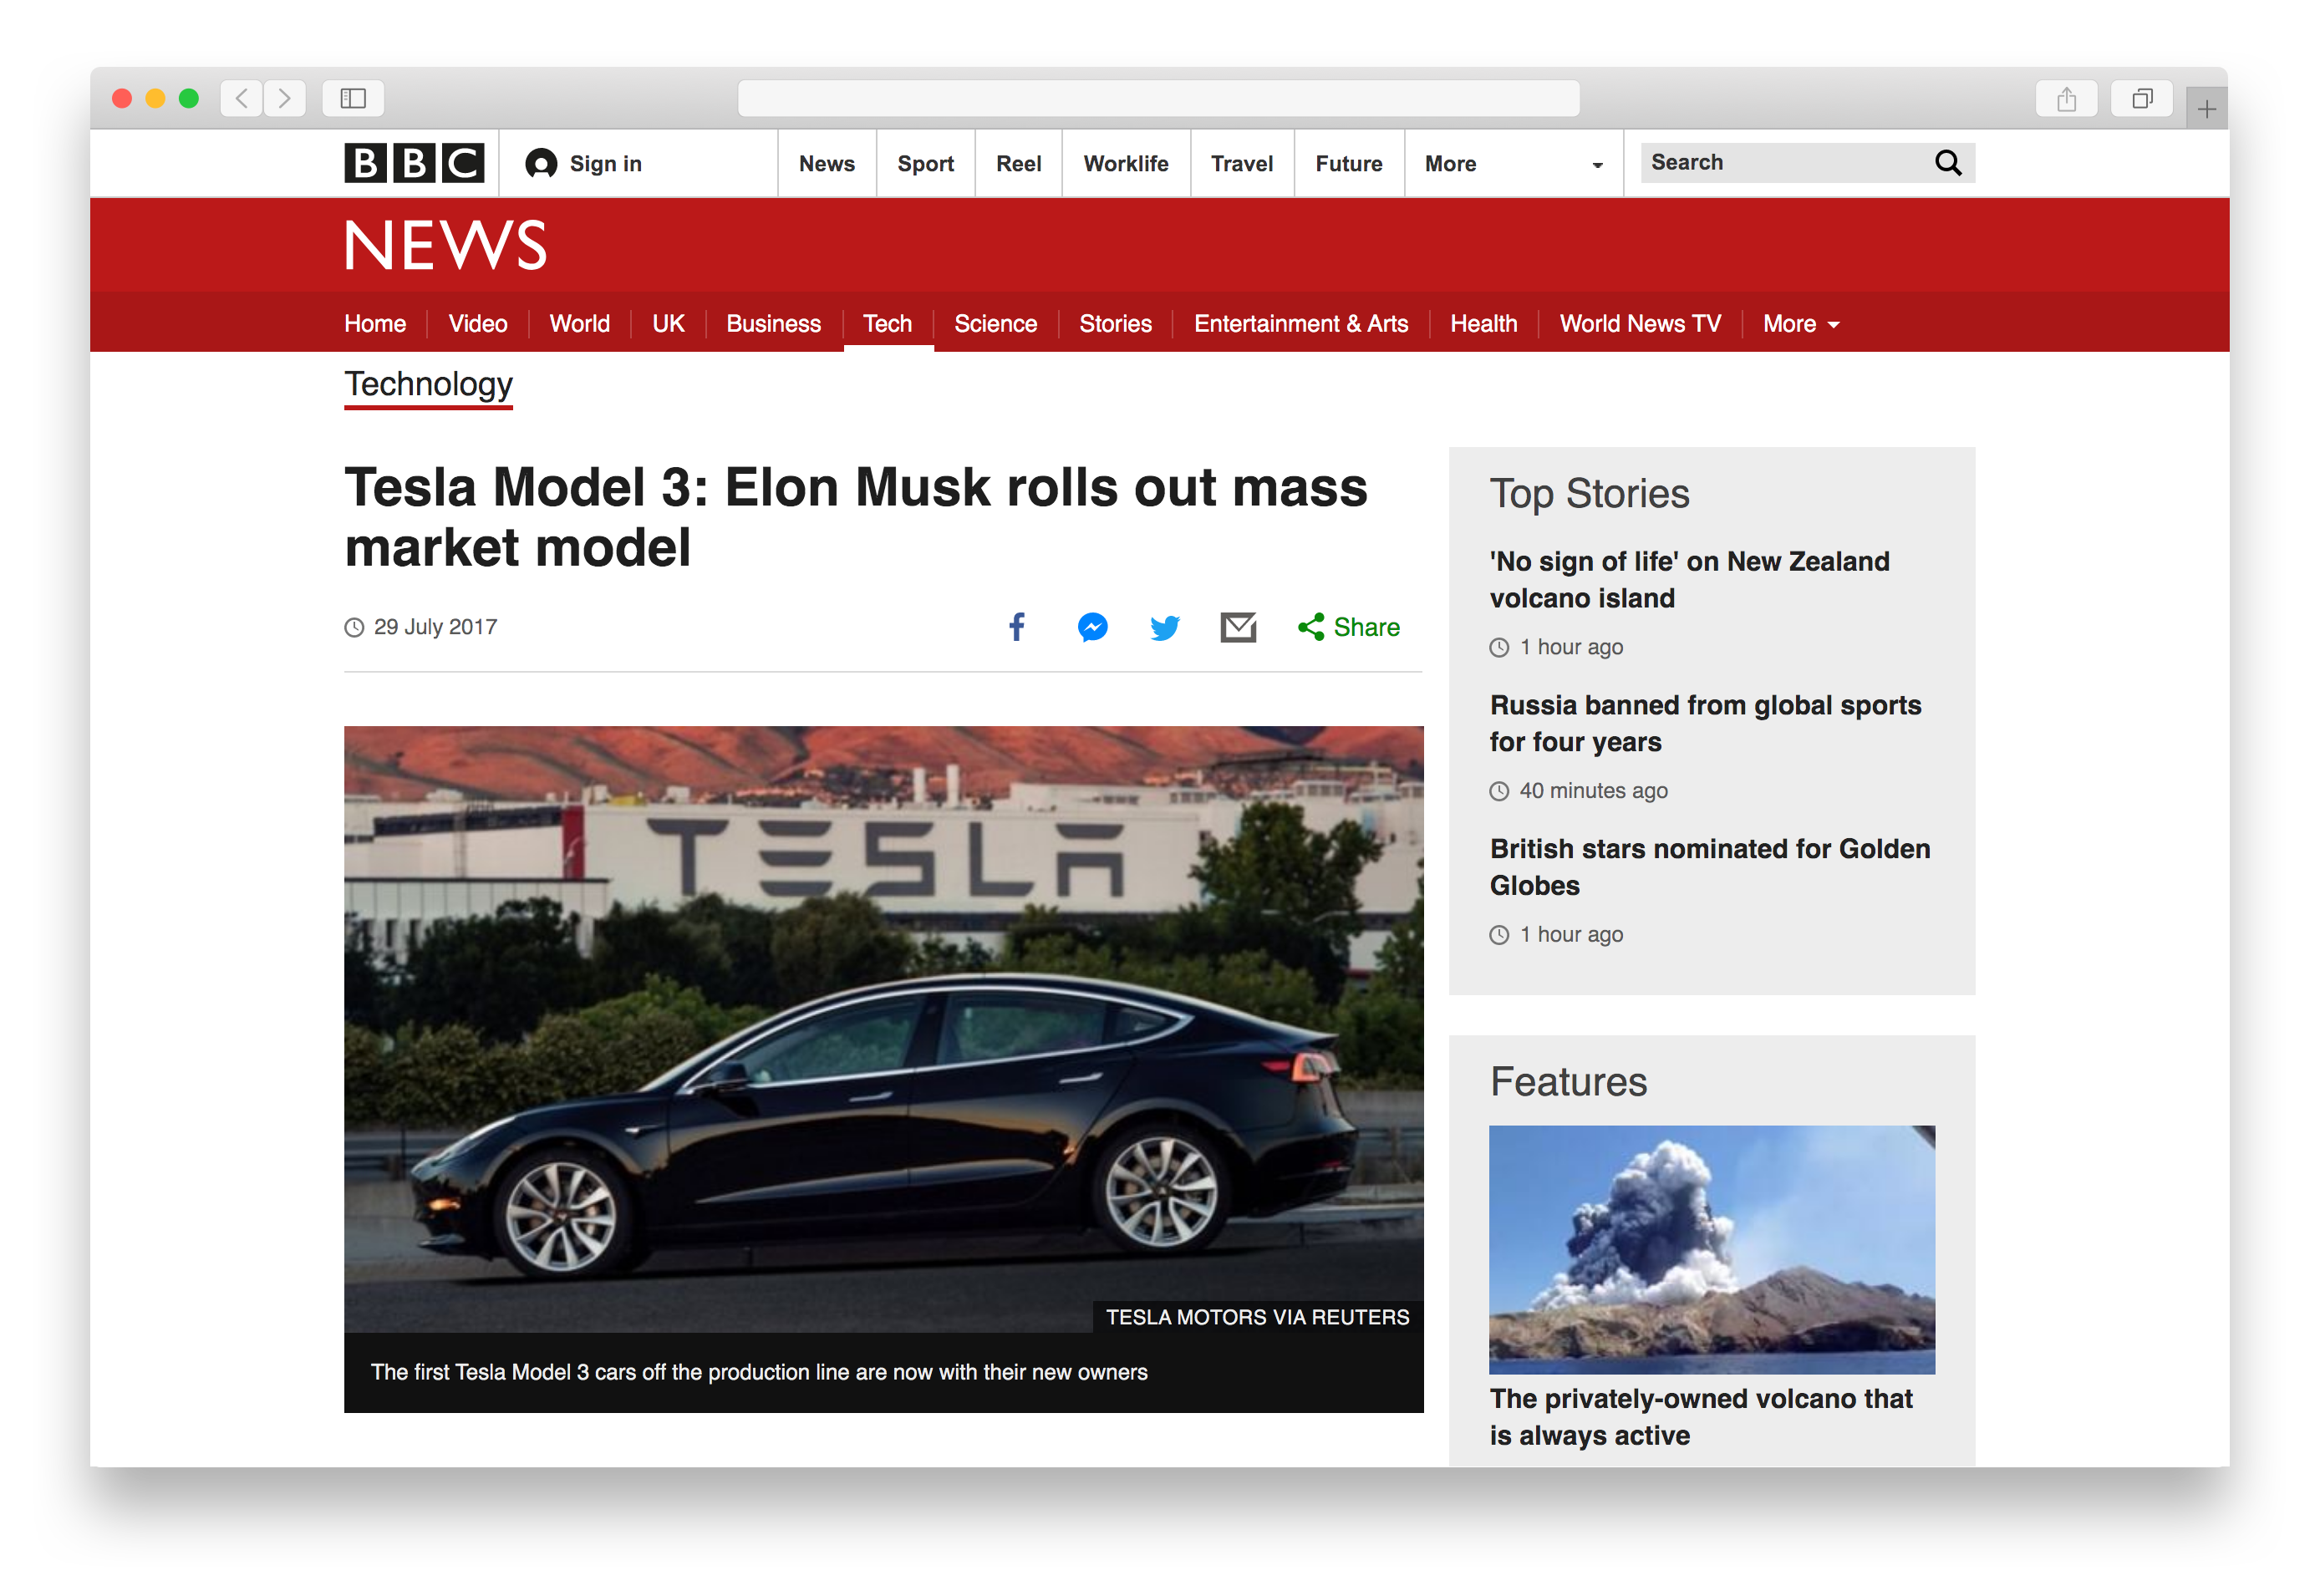 BBC
Sign in
News
Sport
Reel
Worklife
Travel
Future
More
Search
NEWS
Home
Video
World
UK
Business
Tech
Science
Stories
Entertainment & Arts
Health
World News TV
More
Technology
Tesla Model 3: Elon Musk rolls out mass
market model
29 July 2017
Share
TESLA
TESLA MOTORS VIA REUTERS
The first Tesla Model 3 cars off the production line are now with their new owners
Top Stories
'No sign of life' on New Zealand
volcano island
1 hour ago
Russia banned from global sports
for four years
40 minutes ago
British stars nominated for Golden
Globes
1 hour ago
Features
The privately-owned volcano that
is always active